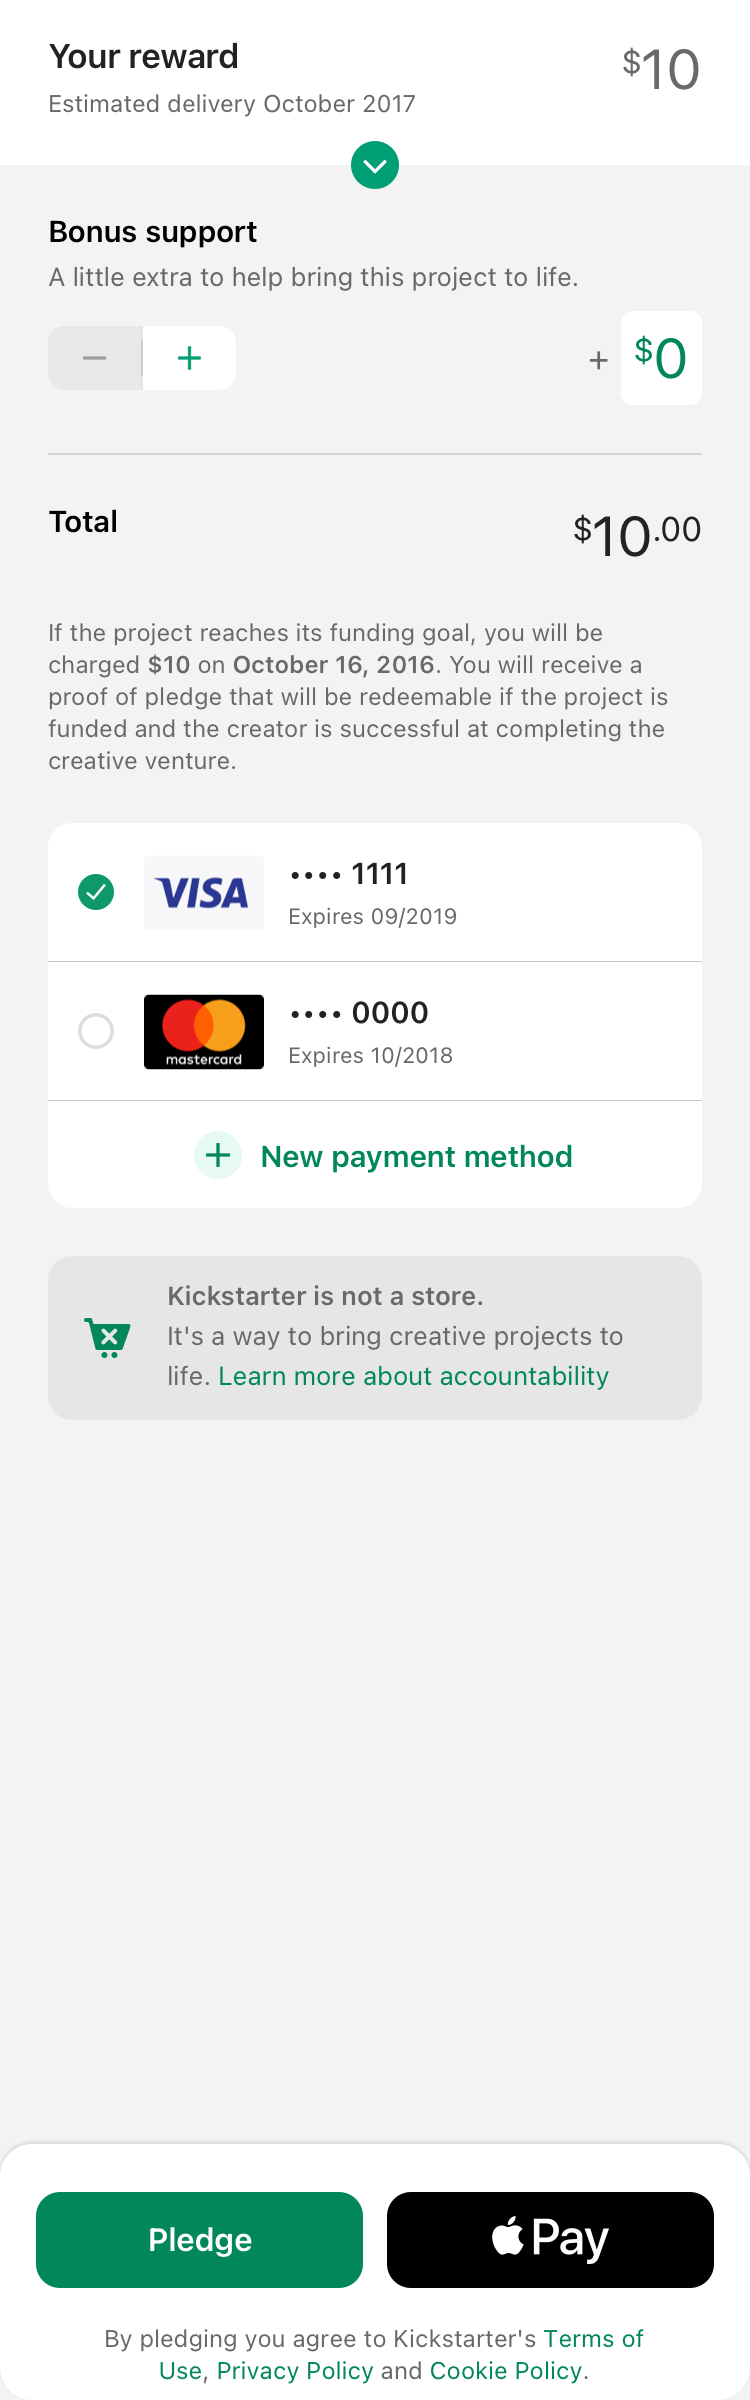 Your reward
$10
Estimated delivery October 2017
Bonus support
A little extra to help bring this project to life.
− + + $0
Total
$10.00
If the project reaches its funding goal, you will be
charged $10 on October 16, 2016. You will receive a
proof of pledge that will be redeemable if the project is
funded and the creator is successful at completing the
creative venture.
VISA
•••• 1111
Expires 09/2019
mastercard
•••• 0000
Expires 10/2018
+ New payment method
Kickstarter is not a store.
It's a way to bring creative projects to
life. Learn more about accountability
Pledge
Pay
By pledging you agree to Kickstarter's Terms of
Use, Privacy Policy and Cookie Policy.